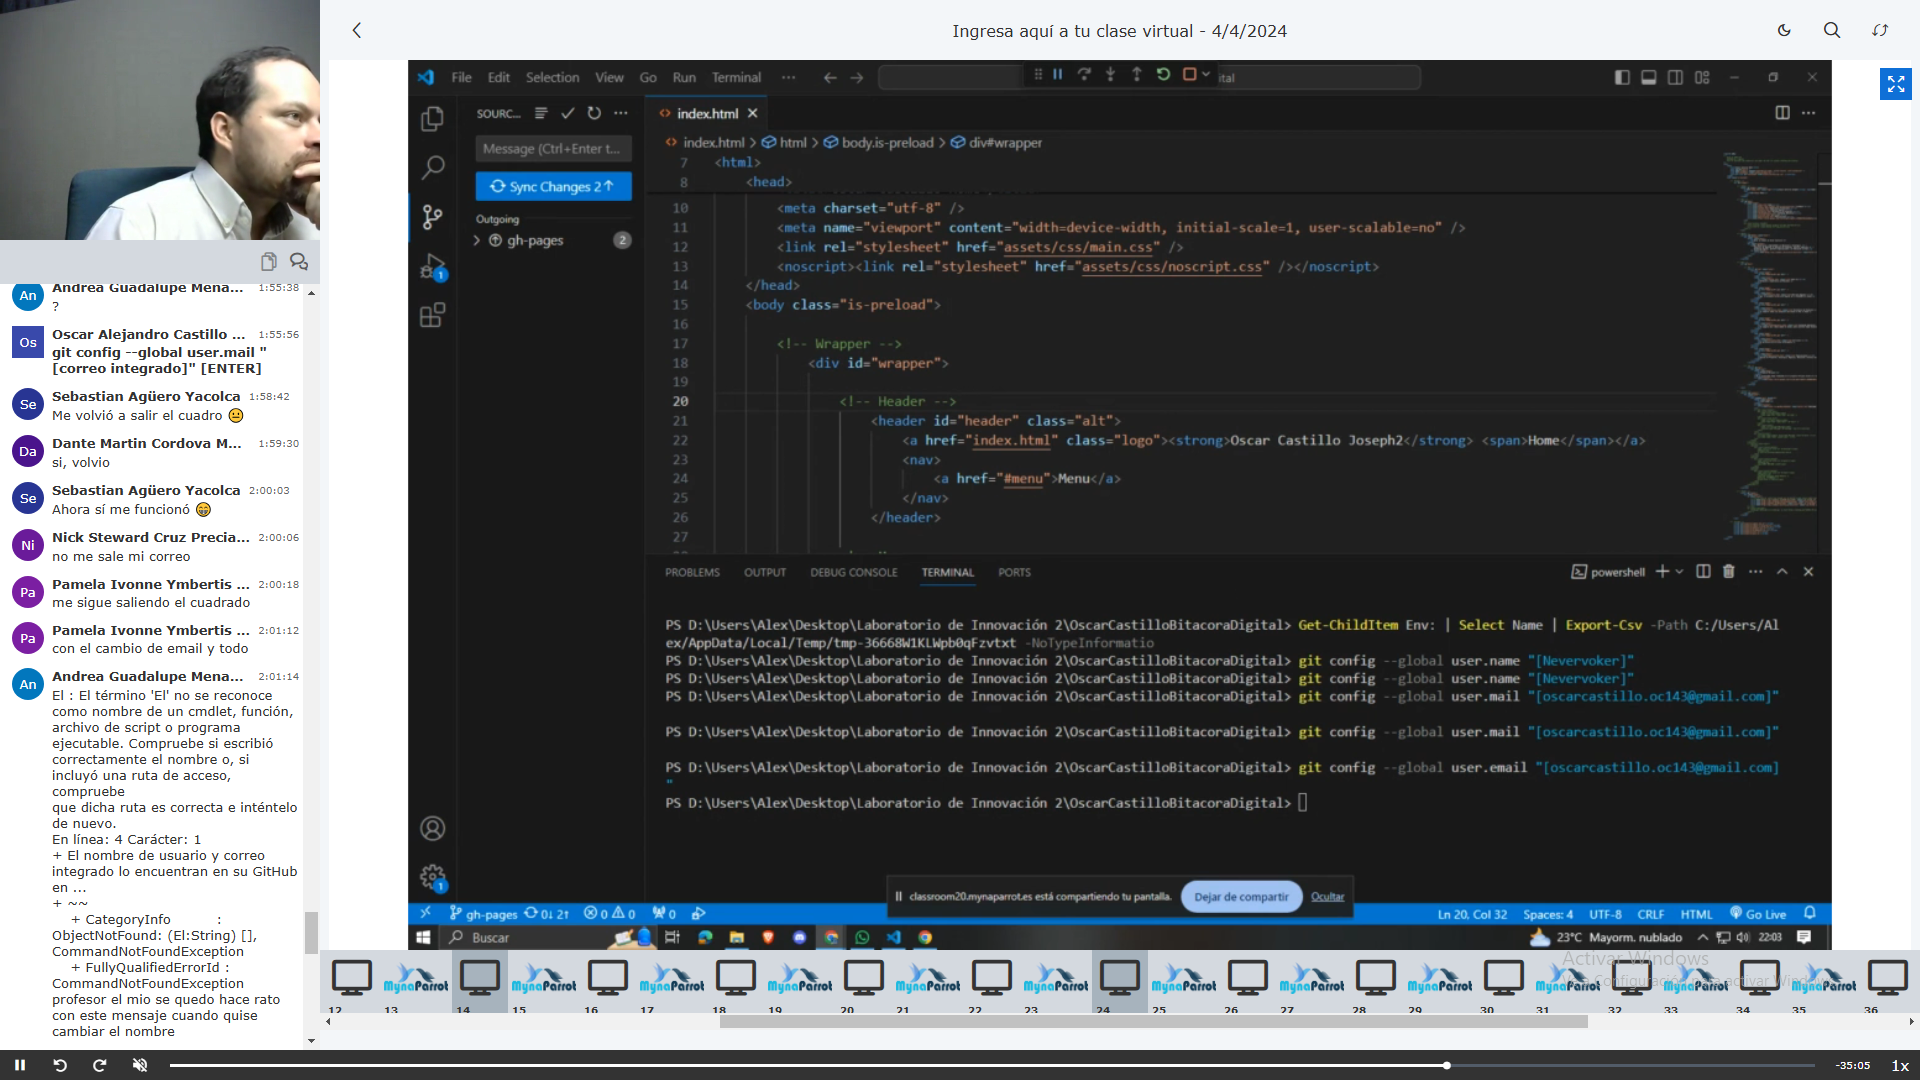 Ingresa aquí a tu clase virtual - 4/4/2024
An
Andrea Guadalupe Mena... 1:55:38
?
Os
Oscar Alejandro Castillo ... 1:55:56
git config --global user.mail "
[correo integrado]" [ENTER]
Se
Sebastian Agüero Yacolca 1:58:42
Me volvió a salir el cuadro 😐
Da
Dante Martin Cordova M... 1:59:30
si, volvio
Se
Sebastian Agüero Yacolca 2:00:03
Ahora sí me funcionó 😁
Ni
Nick Steward Cruz Precia... 2:00:06
no me sale mi correo
Pa
Pamela Ivonne Ymbertis ... 2:00:18
me sigue saliendo el cuadrado
Pa
Pamela Ivonne Ymbertis ... 2:01:12
con el cambio de email y todo
An
Andrea Guadalupe Mena... 2:01:14
El : El término 'El' no se reconoce
como nombre de un cmdlet, función,
archivo de script o programa
ejecutable. Compruebe si escribió
correctamente el nombre o, si
incluyó una ruta de acceso,
compruebe
que dicha ruta es correcta e inténtelo
de nuevo.
En línea: 4 Carácter: 1
+ El nombre de usuario y correo
integrado lo encuentran en su GitHub
en ...
+ ~~
+ CategoryInfo :
ObjectNotFound: (El:String) [],
CommandNotFoundException
+ FullyQualifiedErrorId :
CommandNotFoundException
profesor el mio se quedo hace rato
con este mensaje cuando quise
cambiar el nombre
File Edit Selection View Go Run Terminal ... ital
SOURC... ...
Message (Ctrl+Enter t...
Sync Changes 2↑
Outgoing
gh-pages 2
1
1
index.html
index.html > html > body.is-preload > div#wrapper
7 <html>
8 <head>
10 <meta charset="utf-8" />
11 <meta name="viewport" content="width=device-width, initial-scale=1, user-scalable=no" />
12 <link rel="stylesheet" href="assets/css/main.css" />
13 <noscript><link rel="stylesheet" href="assets/css/noscript.css" /></noscript>
14 </head>
15 <body class="is-preload">
16
17 <!-- Wrapper -->
18 <div id="wrapper">
19
20 <!-- Header -->
21 <header id="header" class="alt">
22 <a href="index.html" class="logo"><strong>Oscar Castillo Joseph2</strong> <span>Home</span></a>
23 <nav>
24 <a href="#menu">Menu</a>
25 </nav>
26 </header>
27
PROBLEMS OUTPUT DEBUG CONSOLE TERMINAL PORTS powershell
PS D:\Users\Alex\Desktop\Laboratorio de Innovación 2\OscarCastilloBitacoraDigital> Get-ChildItem Env: | Select Name | Export-Csv -Path C:/Users/Al
ex/AppData/Local/Temp/tmp-36668W1KLWpb0qFzvtxt -NoTypeInformatio
PS D:\Users\Alex\Desktop\Laboratorio de Innovación 2\OscarCastilloBitacoraDigital> git config --global user.name "[Nevervoker]"
PS D:\Users\Alex\Desktop\Laboratorio de Innovación 2\OscarCastilloBitacoraDigital> git config --global user.name "[Nevervoker]"
PS D:\Users\Alex\Desktop\Laboratorio de Innovación 2\OscarCastilloBitacoraDigital> git config --global user.mail "[oscarcastillo.oc143@gmail.com]"
PS D:\Users\Alex\Desktop\Laboratorio de Innovación 2\OscarCastilloBitacoraDigital> git config --global user.mail "[oscarcastillo.oc143@gmail.com]"
PS D:\Users\Alex\Desktop\Laboratorio de Innovación 2\OscarCastilloBitacoraDigital> git config --global user.email "[oscarcastillo.oc143@gmail.com]
"
PS D:\Users\Alex\Desktop\Laboratorio de Innovación 2\OscarCastilloBitacoraDigital>
classroom20.mynaparrot.es está compartiendo tu pantalla. Dejar de compartir Ocultar
gh-pages 0↓ 2↑ 0 0 0 Ln 20, Col 32 Spaces: 4 UTF-8 CRLF HTML Go Live
Buscar 23°C Mayorm. nublado 22:03
Activar Windows
MynaParrot MynaParrot MynaParrot MynaParrot MynaParrot MynaParrot MynaParrot MynaParrot MynaParrot MynaParrot MynaParrot MynaParrot
12 13 14 15 16 17 18 19 20 21 22 23 24 25 26 27 28 29 30 31 32 33 34 35 36
-35:05 1x